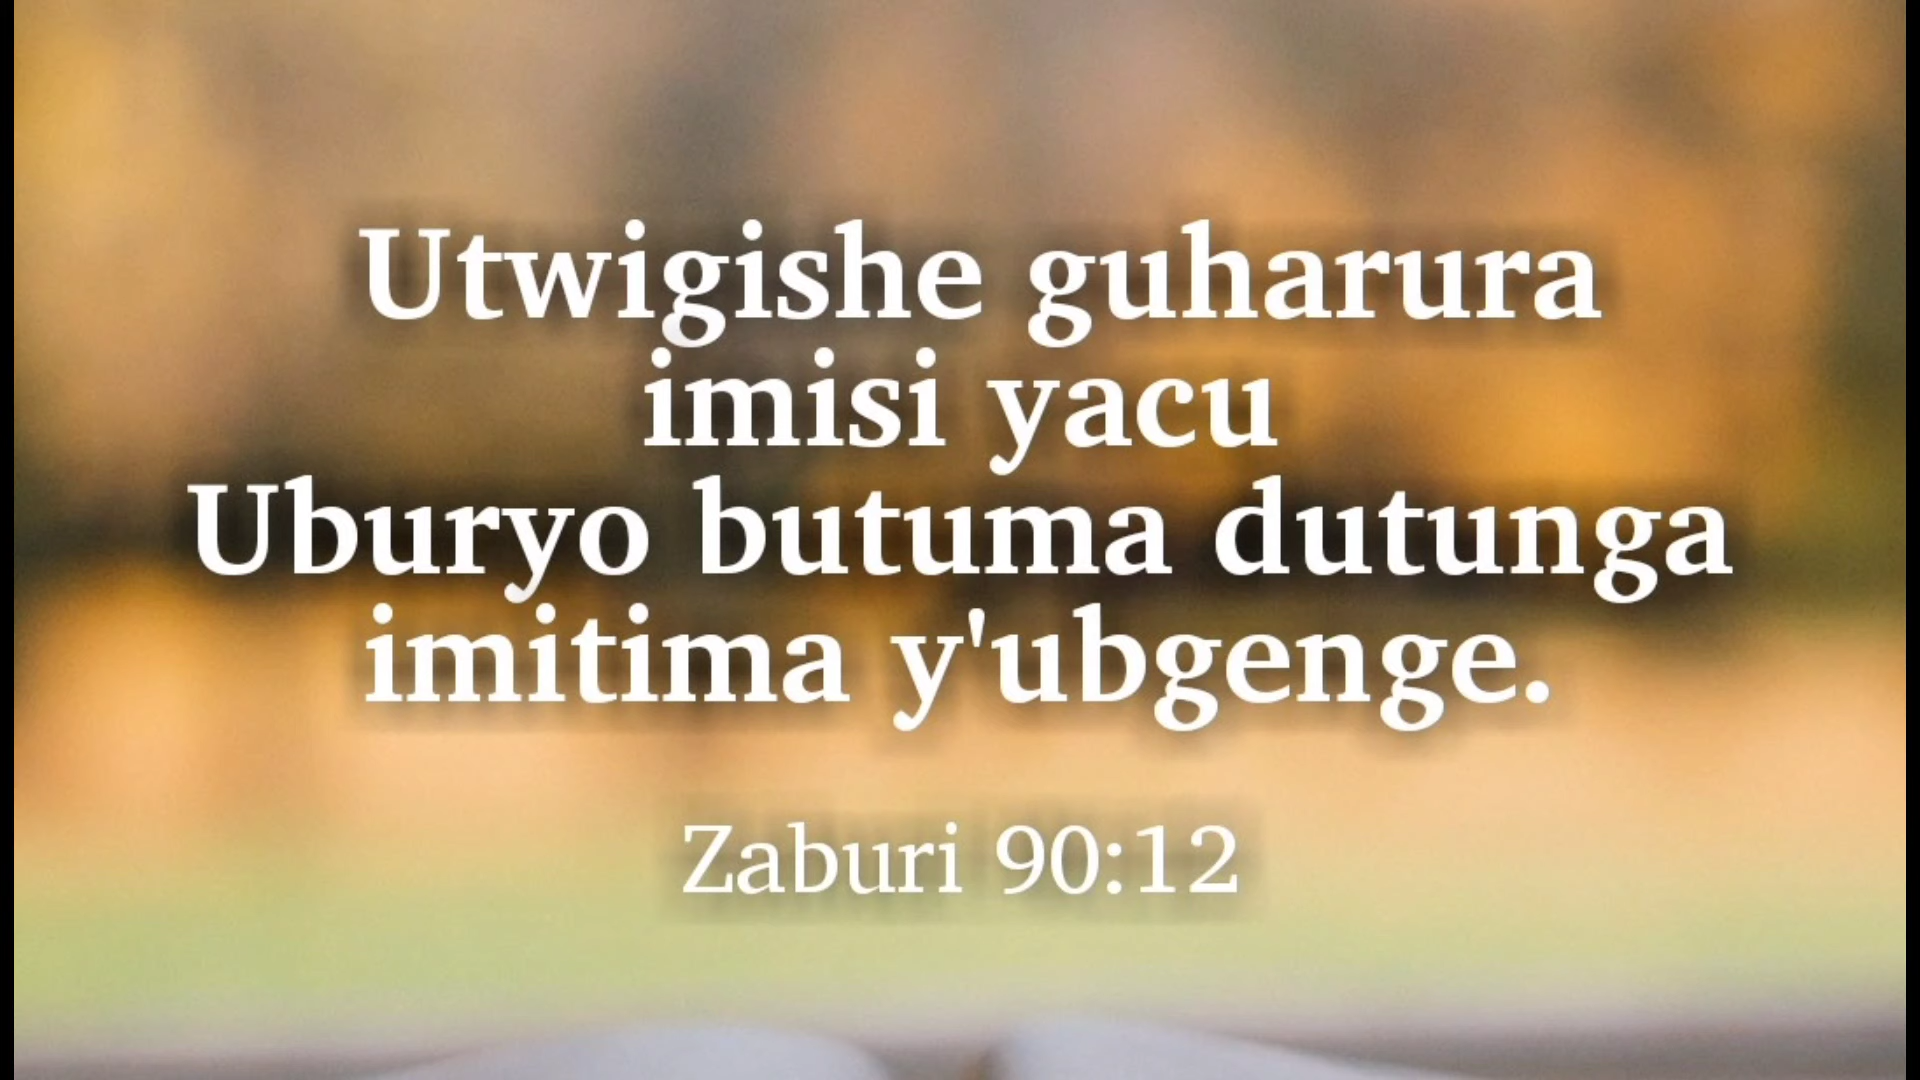 Utwigishe guharura
imisi yacu
Uburyo butuma dutunga
imitima y'ubgenge.
Zaburi 90:12